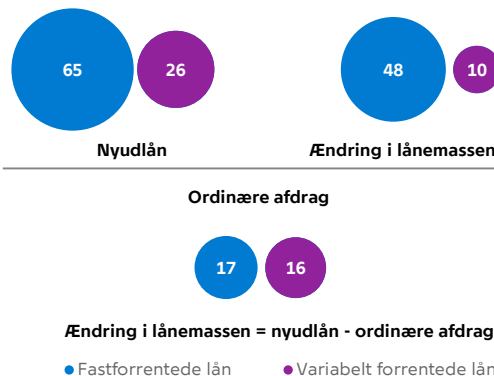 65 26 48 10
Nyudlån Ændring i lånemassen
Ordinære afdrag
17 16
Ændring i lånemassen = nyudlån - ordinære afdrag
Fastforrentede lån Variabelt forrentede lån